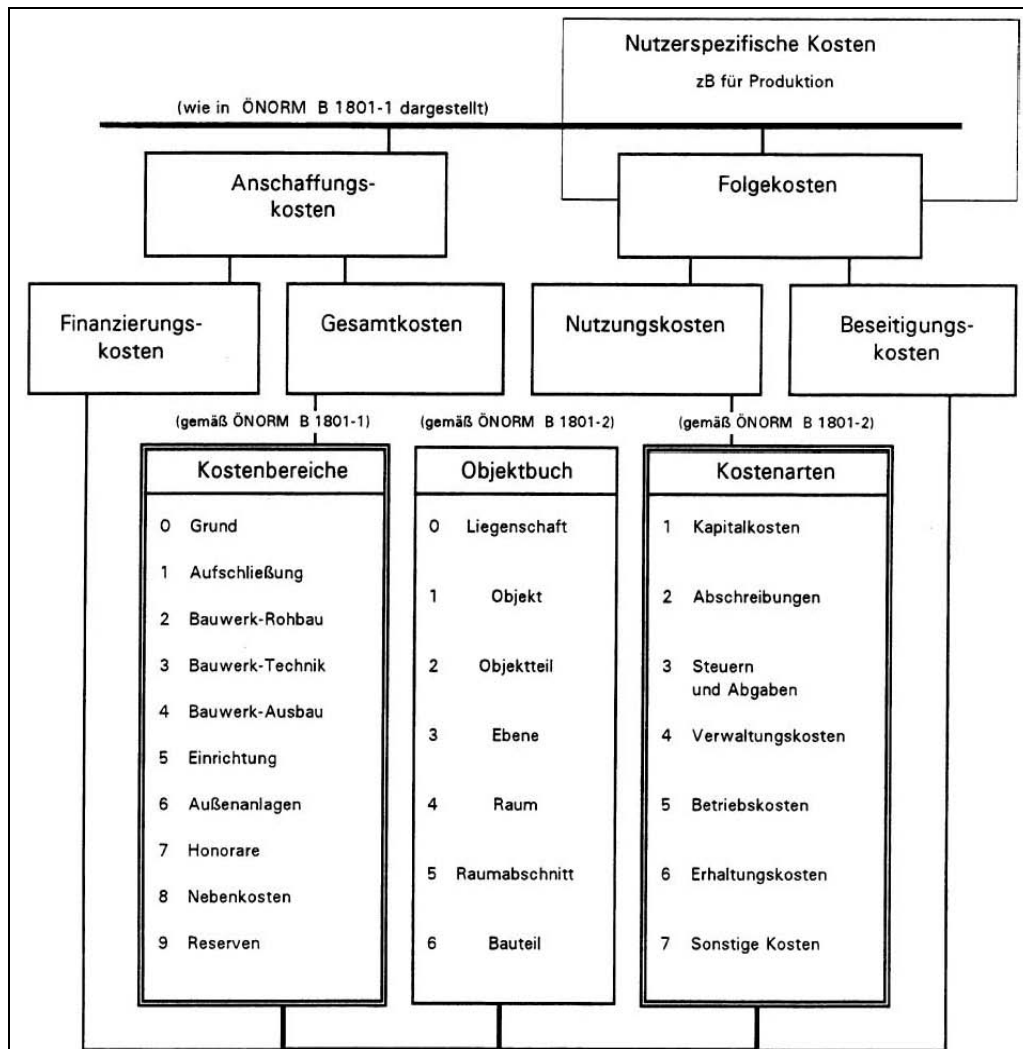 Nutzerspezifische Kosten
zB für Produktion
(wie in ÖNORM B 1801-1 dargestellt)
Anschaffungs-
kosten
Folgekosten
Finanzierungs-
kosten
Gesamtkosten
Nutzungskosten
Beseitigungs-
kosten
(gemäß ÖNORM B 1801-1)
(gemäß ÖNORM B 1801-2)
(gemäß ÖNORM B 1801-2)
Kostenbereiche
0 Grund
1 Aufschließung
2 Bauwerk-Rohbau
3 Bauwerk-Technik
4 Bauwerk-Ausbau
5 Einrichtung
6 Außenanlagen
7 Honorare
8 Nebenkosten
9 Reserven
Objektbuch
0 Liegenschaft
1 Objekt
2 Objektteil
3 Ebene
4 Raum
5 Raumabschnitt
6 Bauteil
Kostenarten
1 Kapitalkosten
2 Abschreibungen
3 Steuern
und Abgaben
4 Verwaltungskosten
5 Betriebskosten
6 Erhaltungskosten
7 Sonstige Kosten